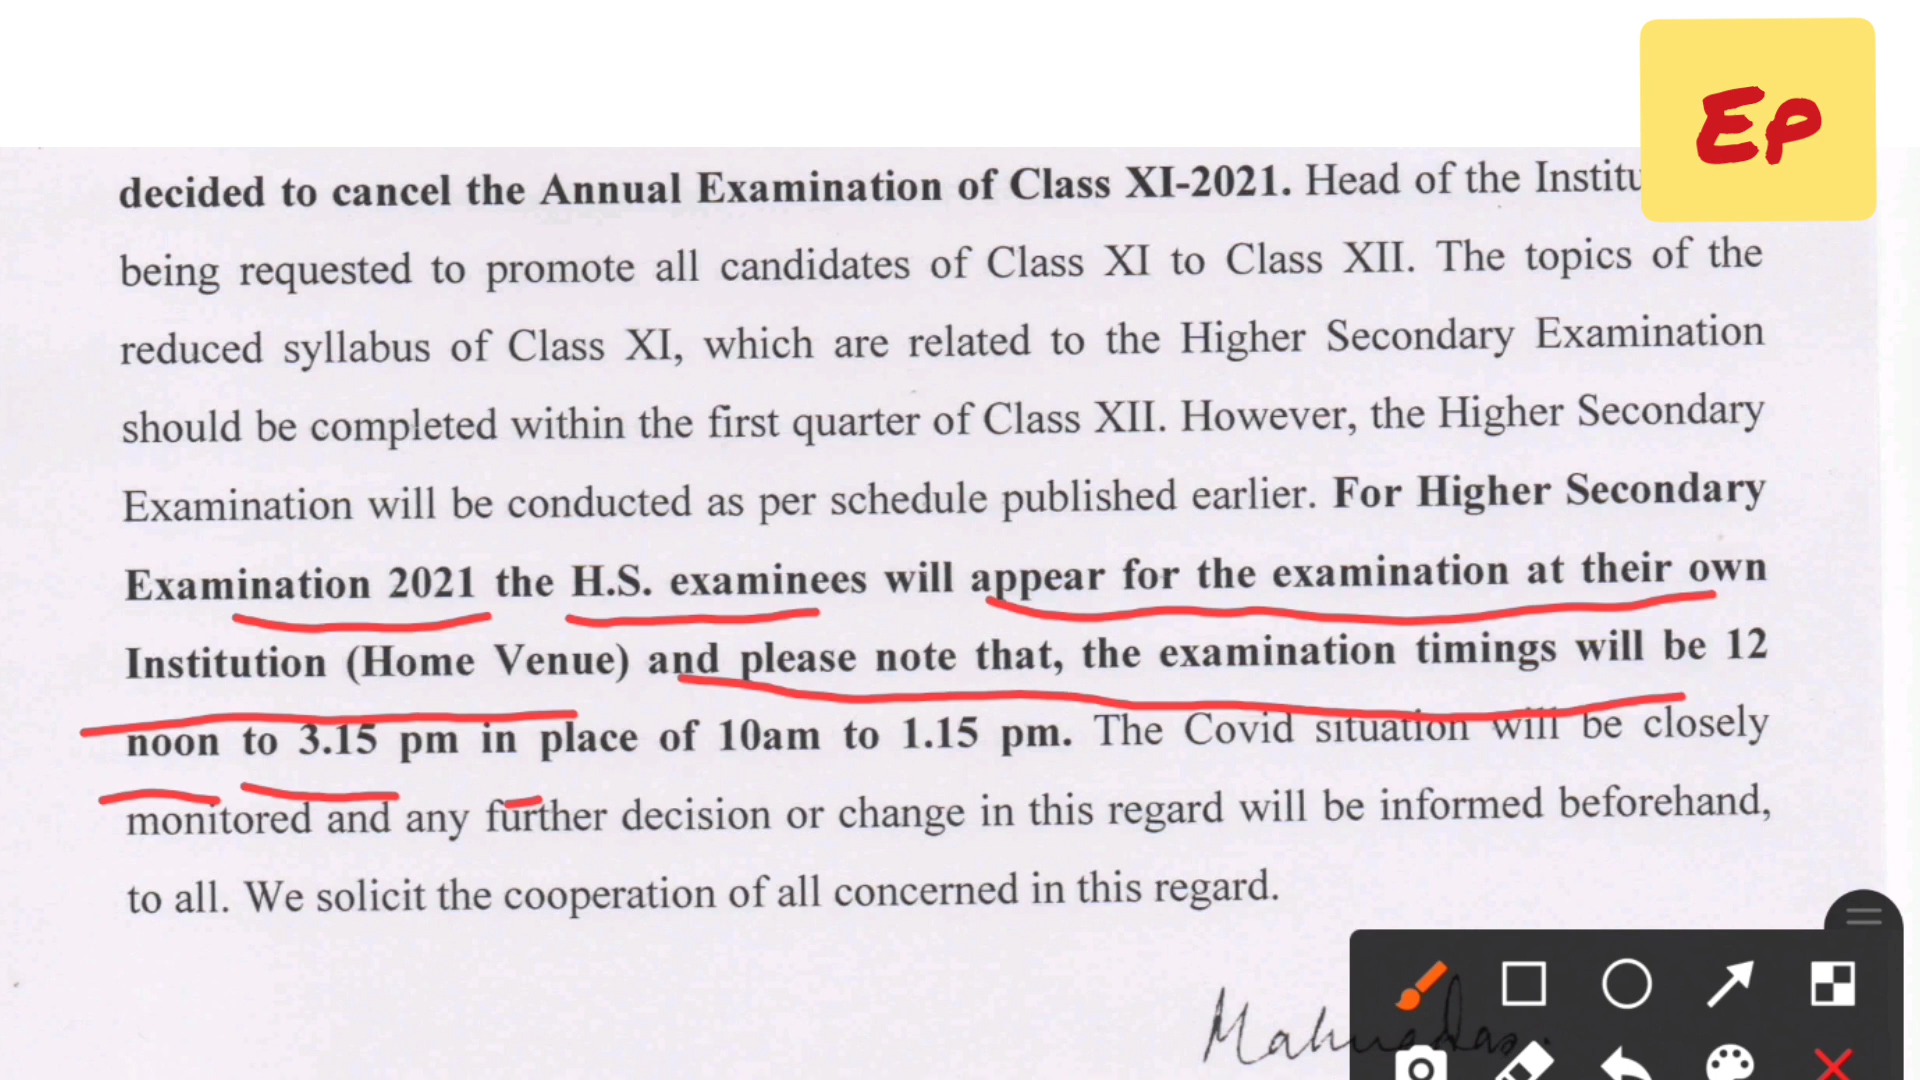 Ep
decided to cancel the Annual Examination of Class XI-2021. Head of the Institu
being requested to promote all candidates of Class XI to Class XII. The topics of the
reduced syllabus of Class XI, which are related to the Higher Secondary Examination
should be completed within the first quarter of Class XII. However, the Higher Secondary
Examination will be conducted as per schedule published earlier. For Higher Secondary
Examination 2021 the H.S. examinees will appear for the examination at their own
Institution (Home Venue) and please note that, the examination timings will be 12
noon to 3.15 pm in place of 10am to 1.15 pm. The Covid situation will be closely
monitored and any further decision or change in this regard will be informed beforehand,
to all. We solicit the cooperation of all concerned in this regard.